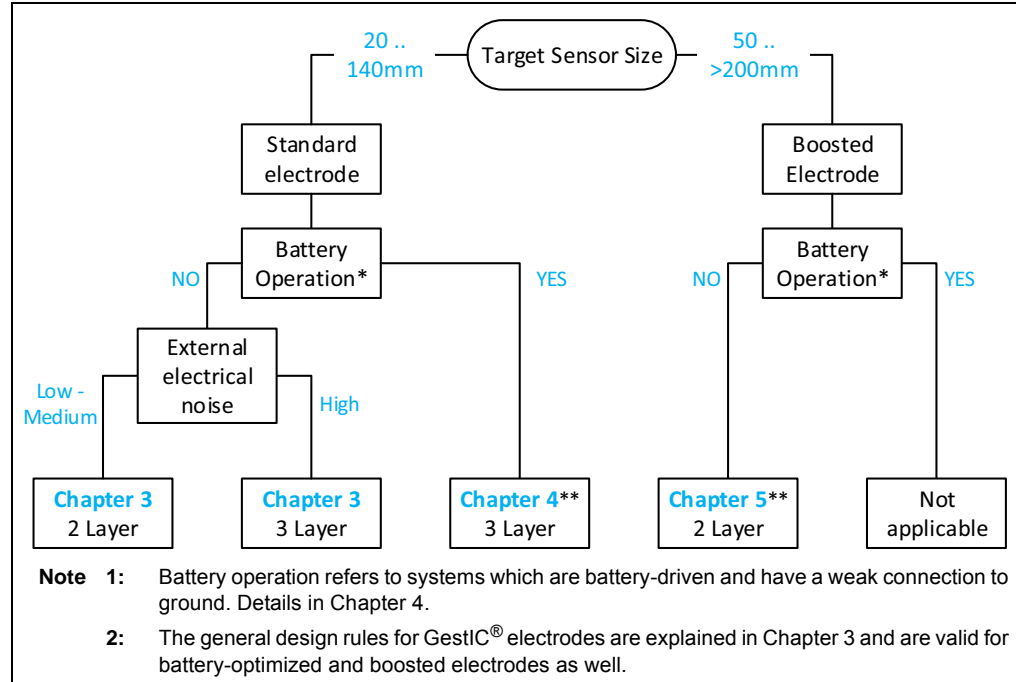 20 ..
140mm
Target Sensor Size
50 ..
>200mm
Standard
electrode
Boosted
Electrode
Battery
Operation*
NO
YES
Battery
Operation*
NO
YES
External
electrical
noise
Low -
Medium
High
Chapter 3
2 Layer
Chapter 3
3 Layer
Chapter 4**
3 Layer
Chapter 5**
2 Layer
Not
applicable
Note 1: Battery operation refers to systems which are battery-driven and have a weak connection to
ground. Details in Chapter 4.
2: The general design rules for GestIC® electrodes are explained in Chapter 3 and are valid for
battery-optimized and boosted electrodes as well.